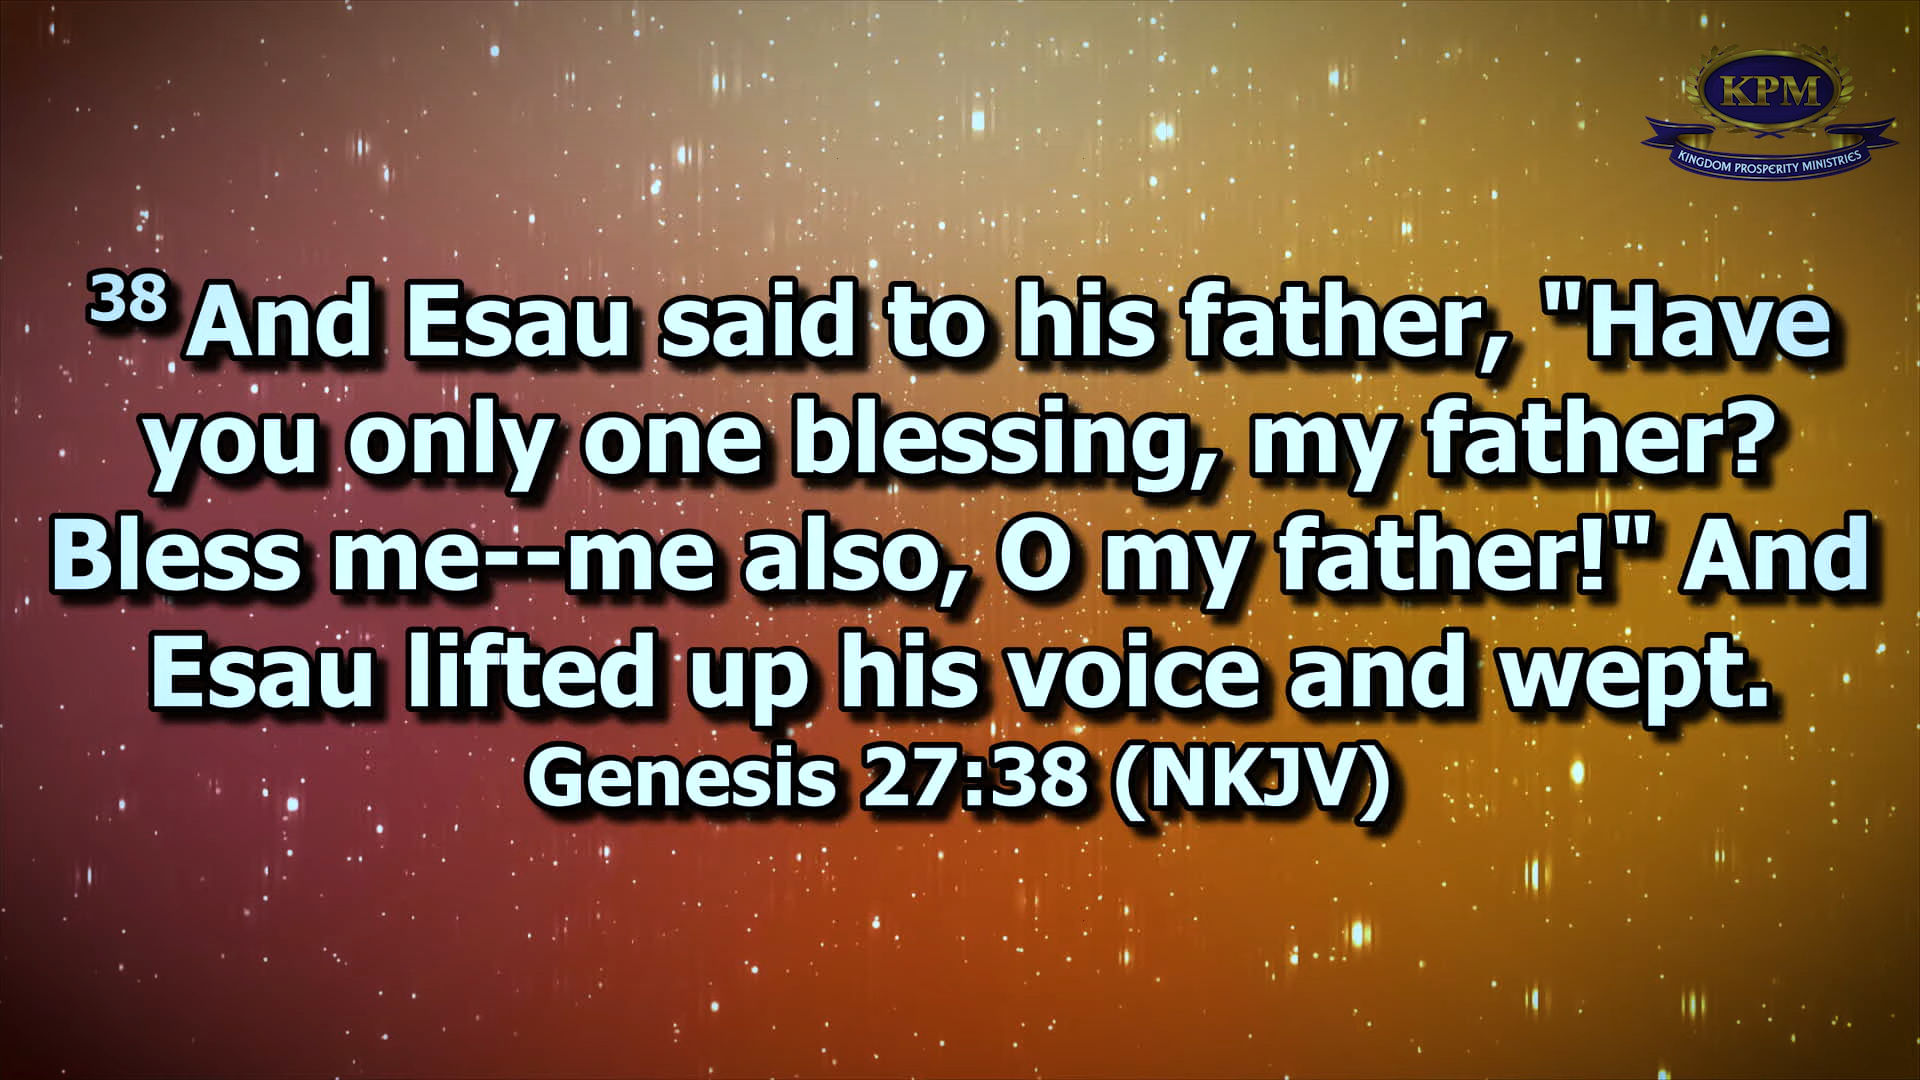 KPM
KINGDOM PROSPERITY MINISTRIES
38 And Esau said to his father, "Have
you only one blessing, my father?
Bless me--me also, O my father!" And
Esau lifted up his voice and wept.
Genesis 27:38 (NKJV)